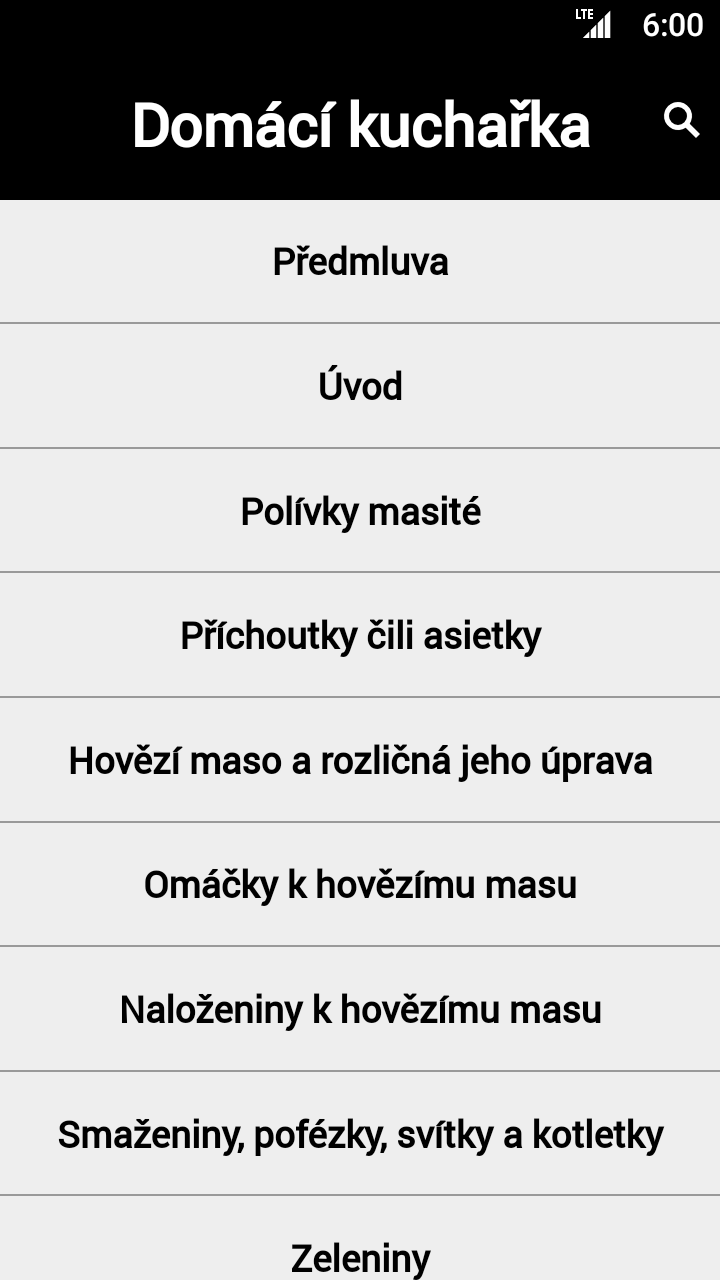 LTE 6:00
Domácí kuchařka
Předmluva
Úvod
Polívky masité
Příchoutky čili asietky
Hovězí maso a rozličná jeho úprava
Omáčky k hovězímu masu
Naloženiny k hovězímu masu
Smaženiny, pofézky, svítky a kotletky
Zeleniny